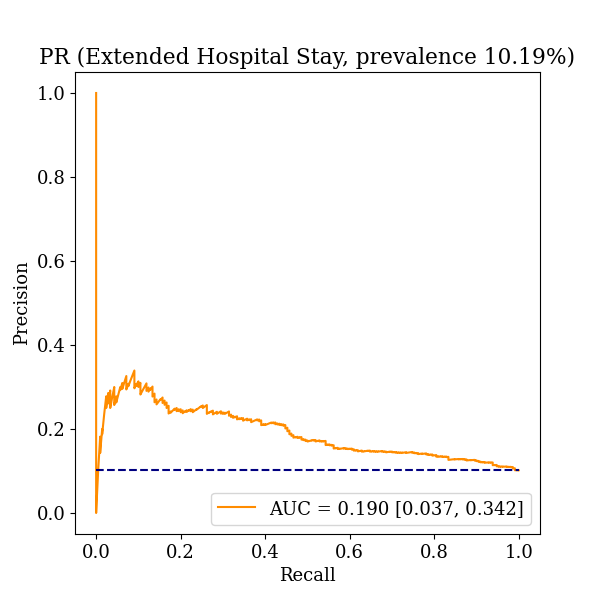 PR (Extended Hospital Stay, prevalence 10.19%)
1.0
0.8
0.6
0.4
0.2
0.0
Precision
AUC = 0.190 [0.037, 0.342]
0.0 0.2 0.4 0.6 0.8 1.0
Recall